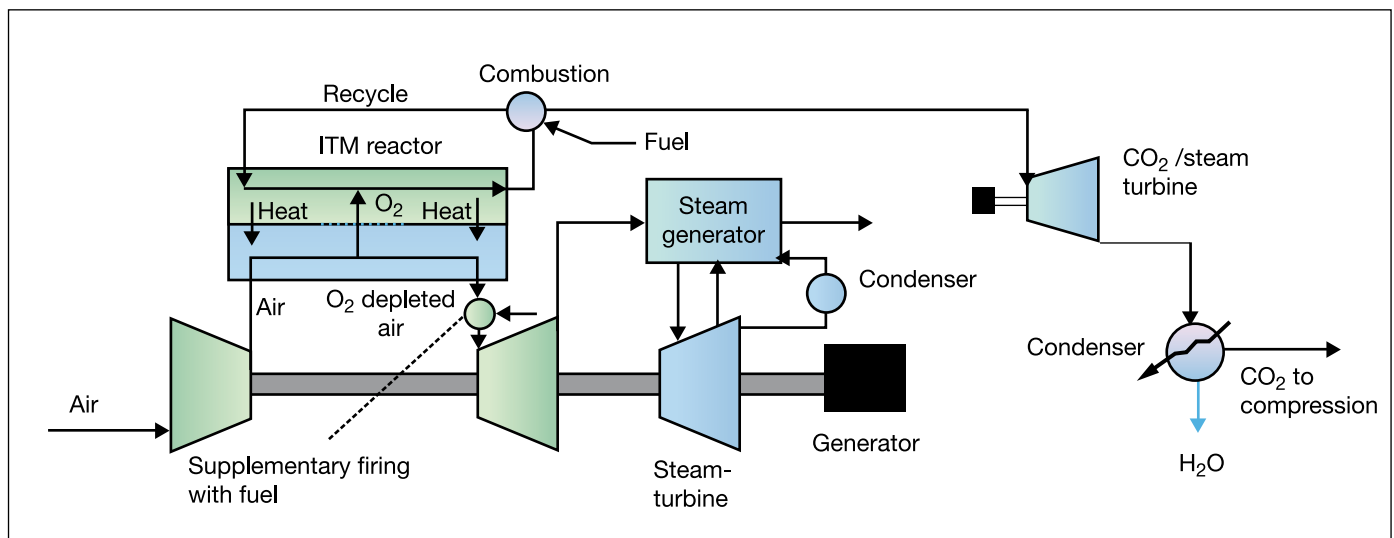 Combustion
Recycle
ITM reactor
Fuel
CO₂ /steam
turbine
Heat
O₂
Heat
Steam
generator
Condenser
Air
O₂ depleted
air
Condenser
CO₂ to
compression
Air
Generator
Supplementary firing
with fuel
Steam-
turbine
H₂O